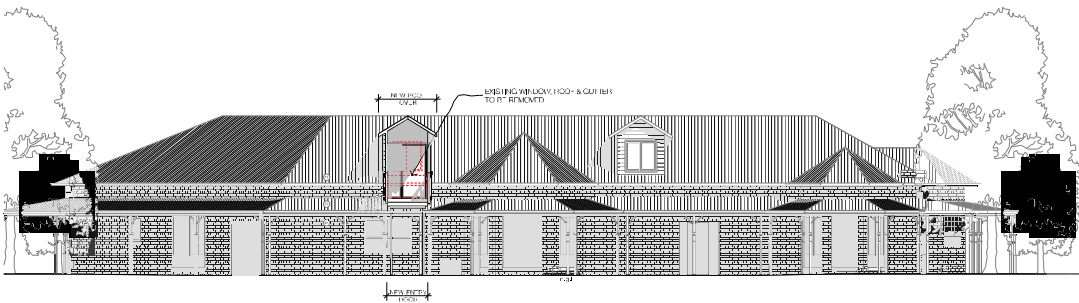 NEW ROOF
OVER
EXISTING WINDOW, ROOF & GUTTER
TO BE REMOVED
NEW ENTRY
DOOR